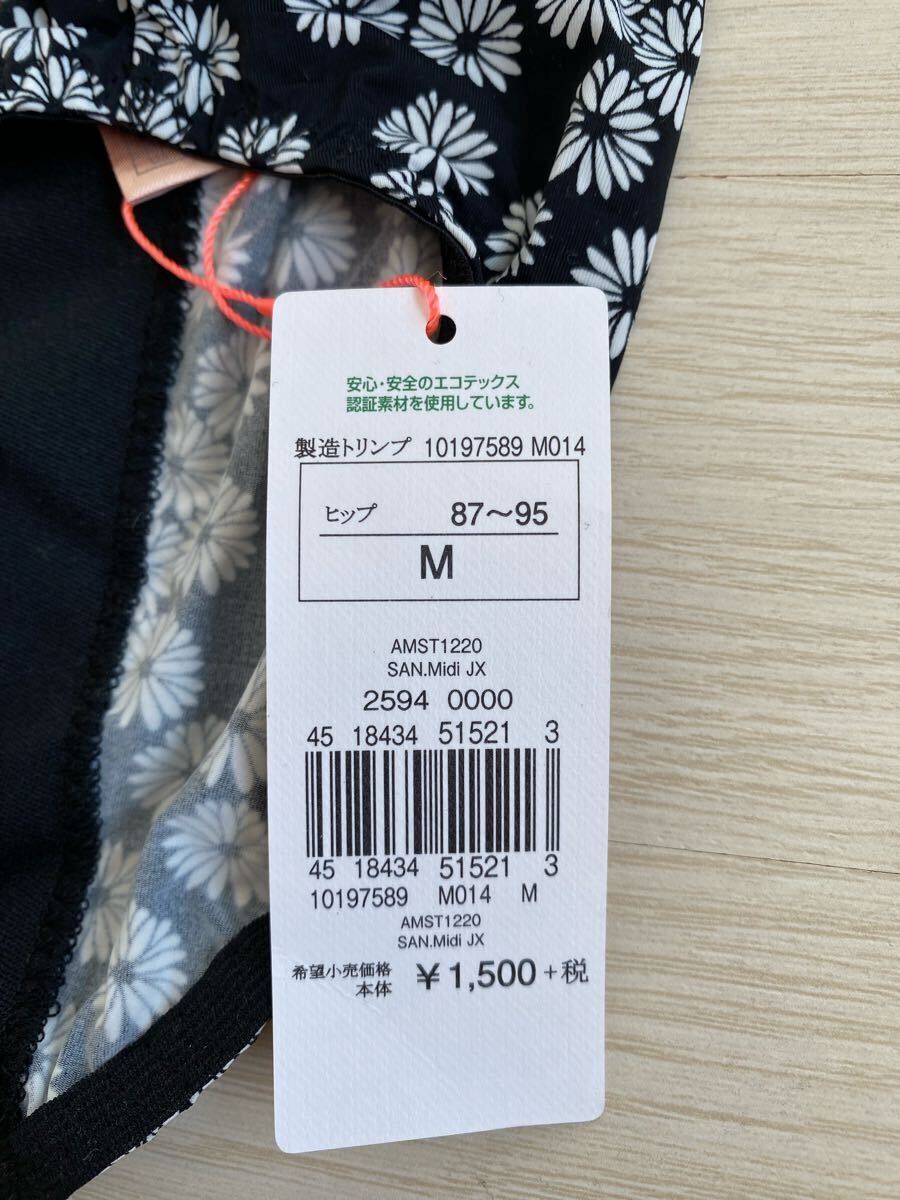 安心・安全のエコテックス
認証素材を使用しています。
製造トリンプ 10197589 M014
ヒップ 87～95
M
AMST1220
SAN.Midi JX
2594 0000
45 18434 51521 3
45 18434 51521 3
10197589 M014 M
AMST1220
SAN.Midi JX
希望小売価格
本体 ¥1,500+税